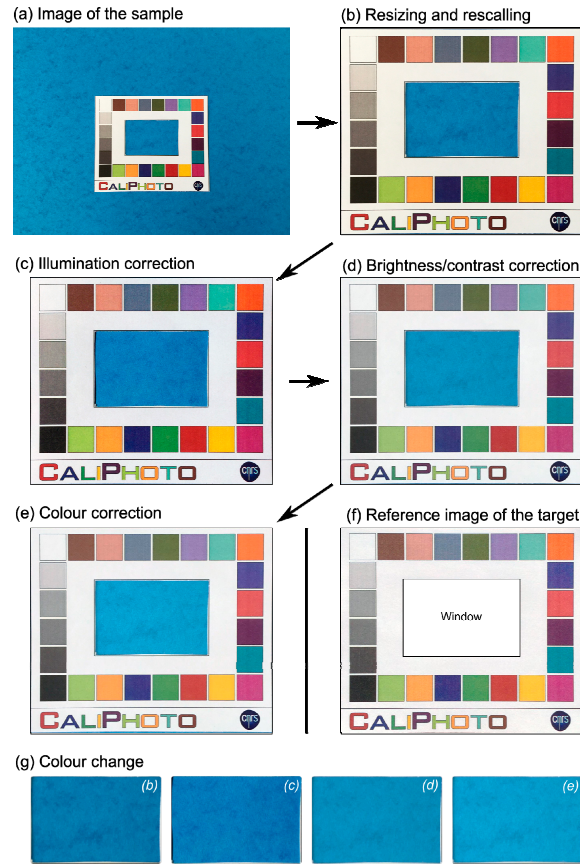 (a) Image of the sample
(b) Resizing and rescalling
CALIPHOTO
cnrs
CALIPHOTO
cnrs
(c) Illumination correction
(d) Brightness/contrast correction
CALIPHOTO
cnrs
CALIPHOTO
cnrs
(e) Colour correction
(f) Reference image of the target
Window
CALIPHOTO
cnrs
CALIPHOTO
cnrs
(g) Colour change
(b)
(c)
(d)
(e)